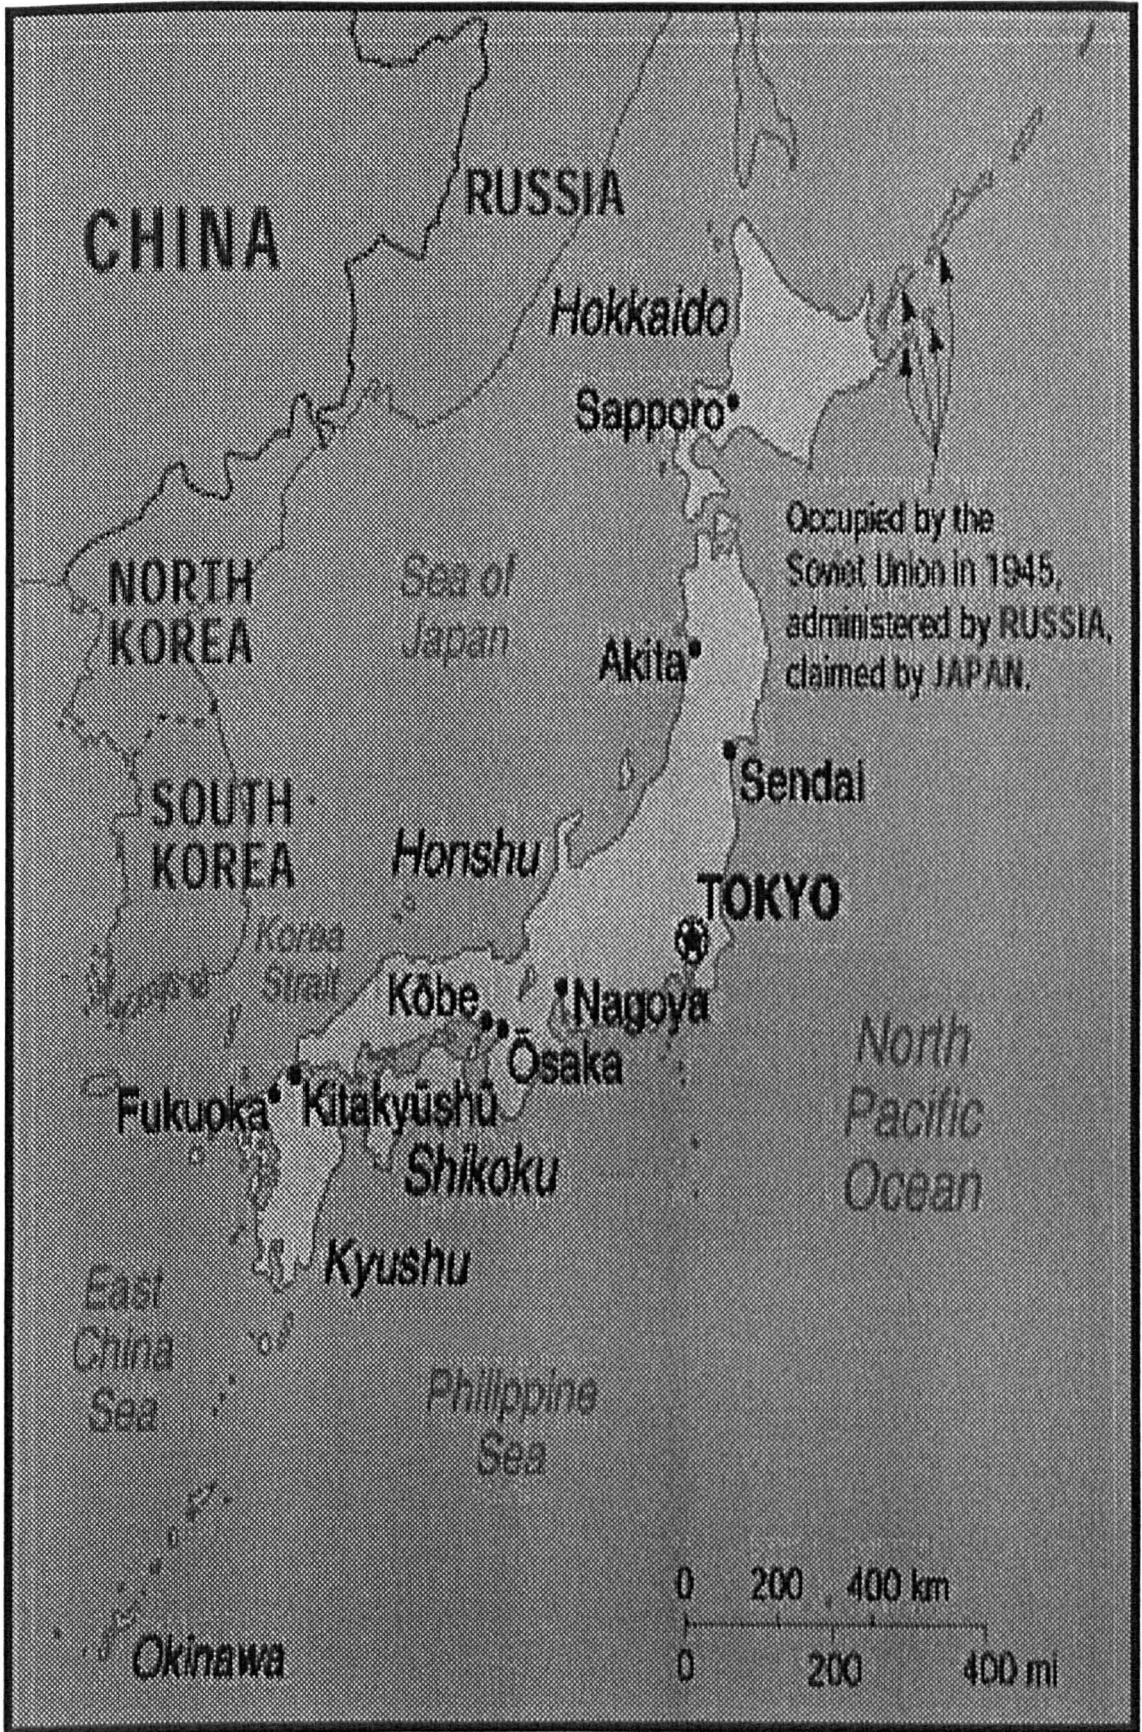 RUSSIA
CHINA
Hokkaido
Sapporo
Occupied by the
Soviet Union in 1945,
administered by RUSSIA,
claimed by JAPAN.
NORTH
KOREA
Sea of
Japan
Akita
Sendai
SOUTH
KOREA
Honshu
TOKYO
Korea
Strait
Kōbe
Nagoya
Ōsaka
North
Pacific
Ocean
Fukuoka
Kitakyūshū
Shikoku
Kyushu
East
China
Sea
Philippine
Sea
0 200 400 km
0 200 400 mi
Okinawa